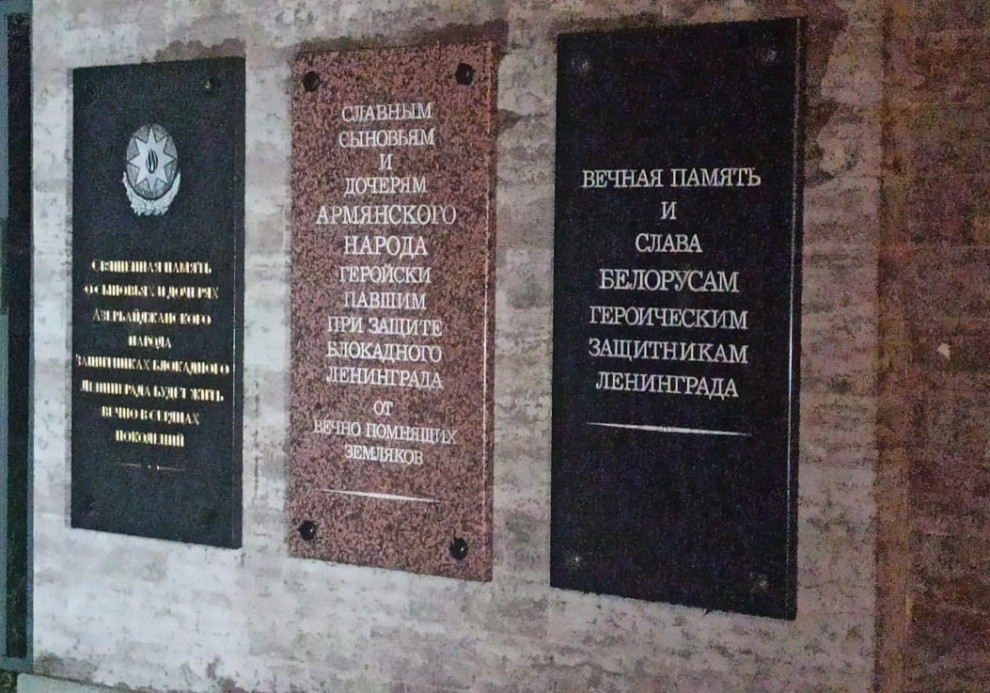 Священная память
о сыновьях и дочерях
Азербайджанского
народа
защитниках блокадного
Ленинграда будет жить
вечно в сердцах
поколений
СЛАВНЫМ
СЫНОВЬЯМ
И
ДОЧЕРЯМ
АРМЯНСКОГО
НАРОДА
ГЕРОЙСКИ
ПАВШИМ
ПРИ ЗАЩИТЕ
БЛОКАДНОГО
ЛЕНИНГРАДА
ОТ
ВЕЧНО ПОМНЯЩИХ
ЗЕМЛЯКОВ
ВЕЧНАЯ ПАМЯТЬ
И
СЛАВА
БЕЛОРУСАМ
ГЕРОИЧЕСКИМ
ЗАЩИТНИКАМ
ЛЕНИНГРАДА